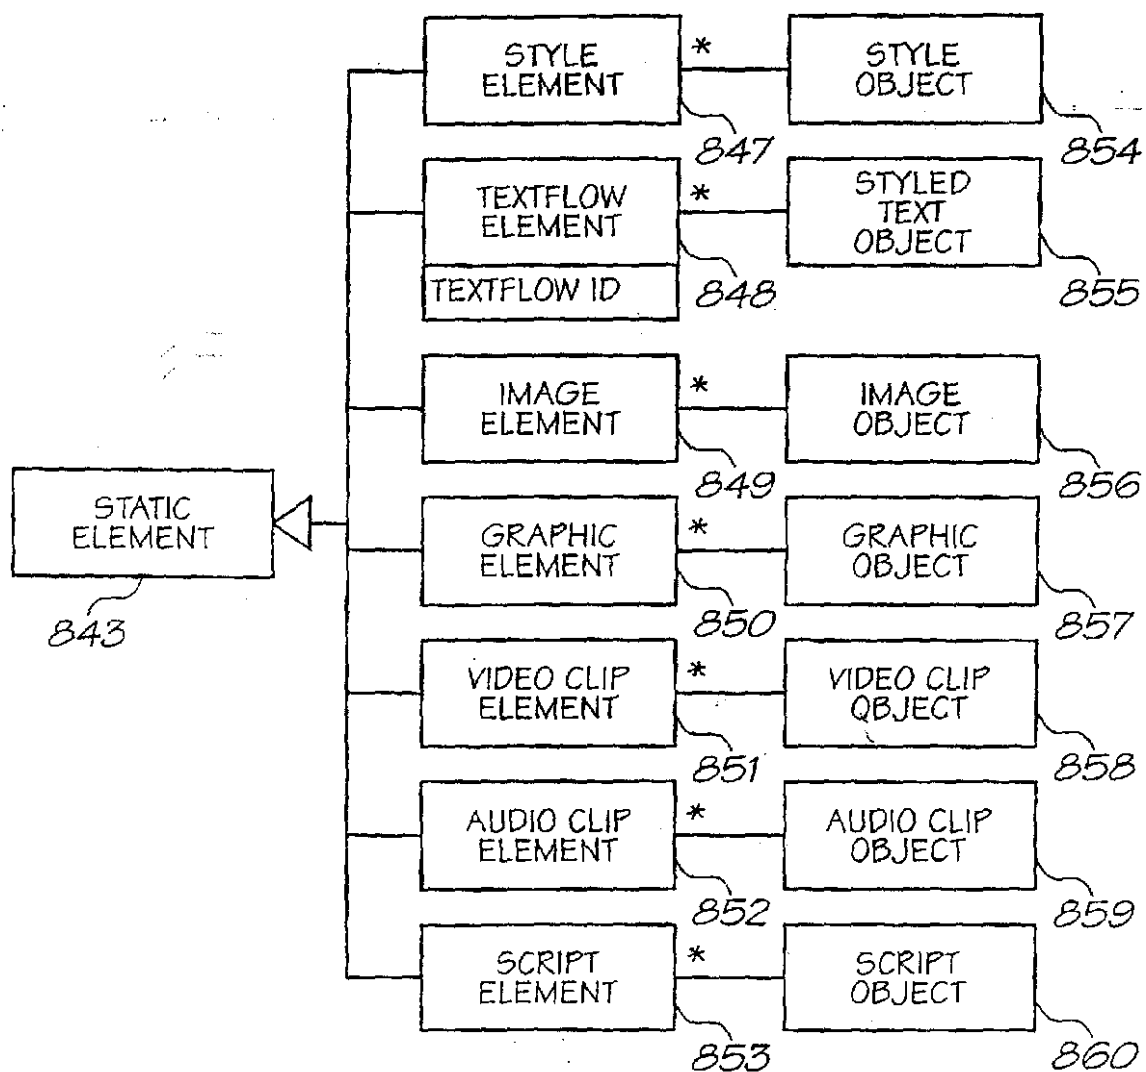 STYLE
ELEMENT
847
*
STYLE
OBJECT
854
TEXTFLOW
ELEMENT
848
TEXTFLOW ID
*
STYLED
TEXT
OBJECT
855
IMAGE
ELEMENT
849
*
IMAGE
OBJECT
856
STATIC
ELEMENT
843
GRAPHIC
ELEMENT
850
*
GRAPHIC
OBJECT
857
VIDEO CLIP
ELEMENT
851
*
VIDEO CLIP
OBJECT
858
AUDIO CLIP
ELEMENT
852
*
AUDIO CLIP
OBJECT
859
SCRIPT
ELEMENT
853
*
SCRIPT
OBJECT
860